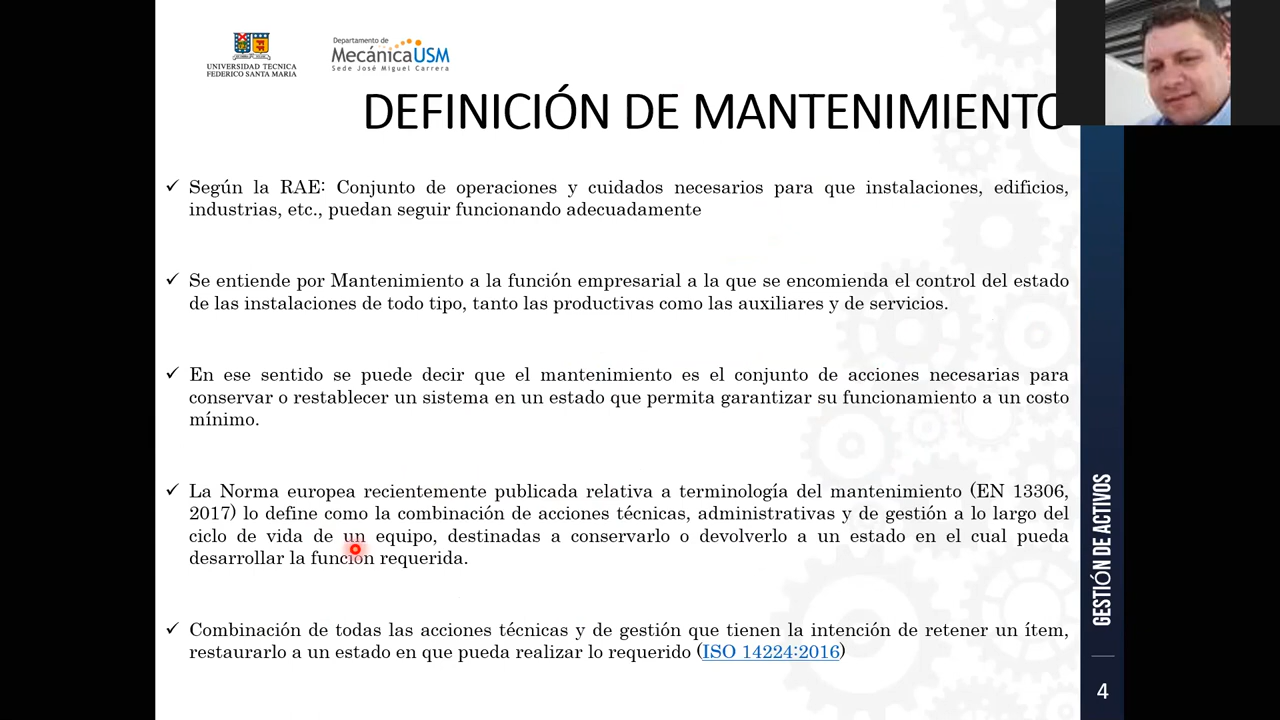 UNIVERSIDAD TECNICA
FEDERICO SANTA MARIA
Departamento de
MecánicaUSM
Sede José Miguel Carrera
DEFINICIÓN DE MANTENIMIENTO
✓ Según la RAE: Conjunto de operaciones y cuidados necesarios para que instalaciones, edificios,
industrias, etc., puedan seguir funcionando adecuadamente
✓ Se entiende por Mantenimiento a la función empresarial a la que se encomienda el control del estado
de las instalaciones de todo tipo, tanto las productivas como las auxiliares y de servicios.
✓ En ese sentido se puede decir que el mantenimiento es el conjunto de acciones necesarias para
conservar o restablecer un sistema en un estado que permita garantizar su funcionamiento a un costo
mínimo.
✓ La Norma europea recientemente publicada relativa a terminología del mantenimiento (EN 13306,
2017) lo define como la combinación de acciones técnicas, administrativas y de gestión a lo largo del
ciclo de vida de un equipo, destinadas a conservarlo o devolverlo a un estado en el cual pueda
desarrollar la función requerida.
✓ Combinación de todas las acciones técnicas y de gestión que tienen la intención de retener un ítem,
restaurarlo a un estado en que pueda realizar lo requerido (ISO 14224:2016)
GESTIÓN DE ACTIVOS
4